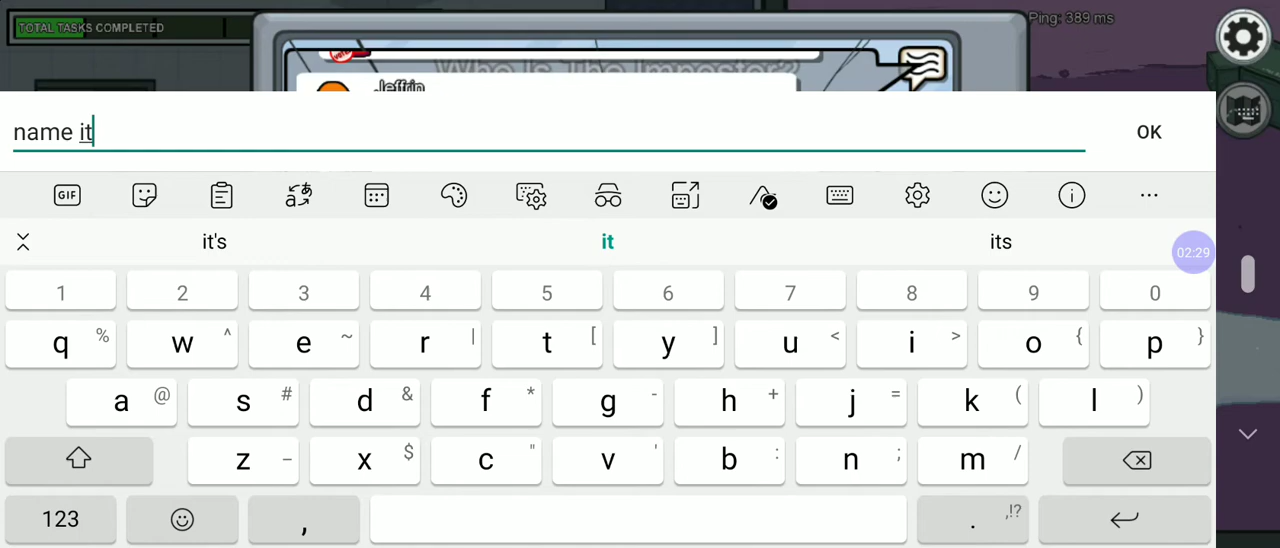 TOTAL TASKS COMPLETED
Ping: 389 ms
Who Is The Impostor?
Jeffrin
name it
OK
GIF
it's it its
02:29
1 2 3 4 5 6 7 8 9 0
q % w ^ e ~ r | t [ y ] u < i > o { p }
a @ s # d & f * g - h + j = k ( l )
z _ x $ c " v ' b : n ; m /
123 , . ,!?